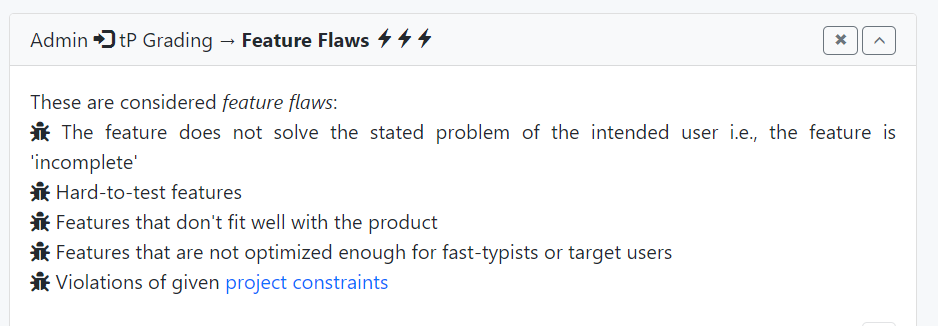 Admin tP Grading → Feature Flaws
These are considered feature flaws:
The feature does not solve the stated problem of the intended user i.e., the feature is
'incomplete'
Hard-to-test features
Features that don't fit well with the product
Features that are not optimized enough for fast-typists or target users
Violations of given project constraints